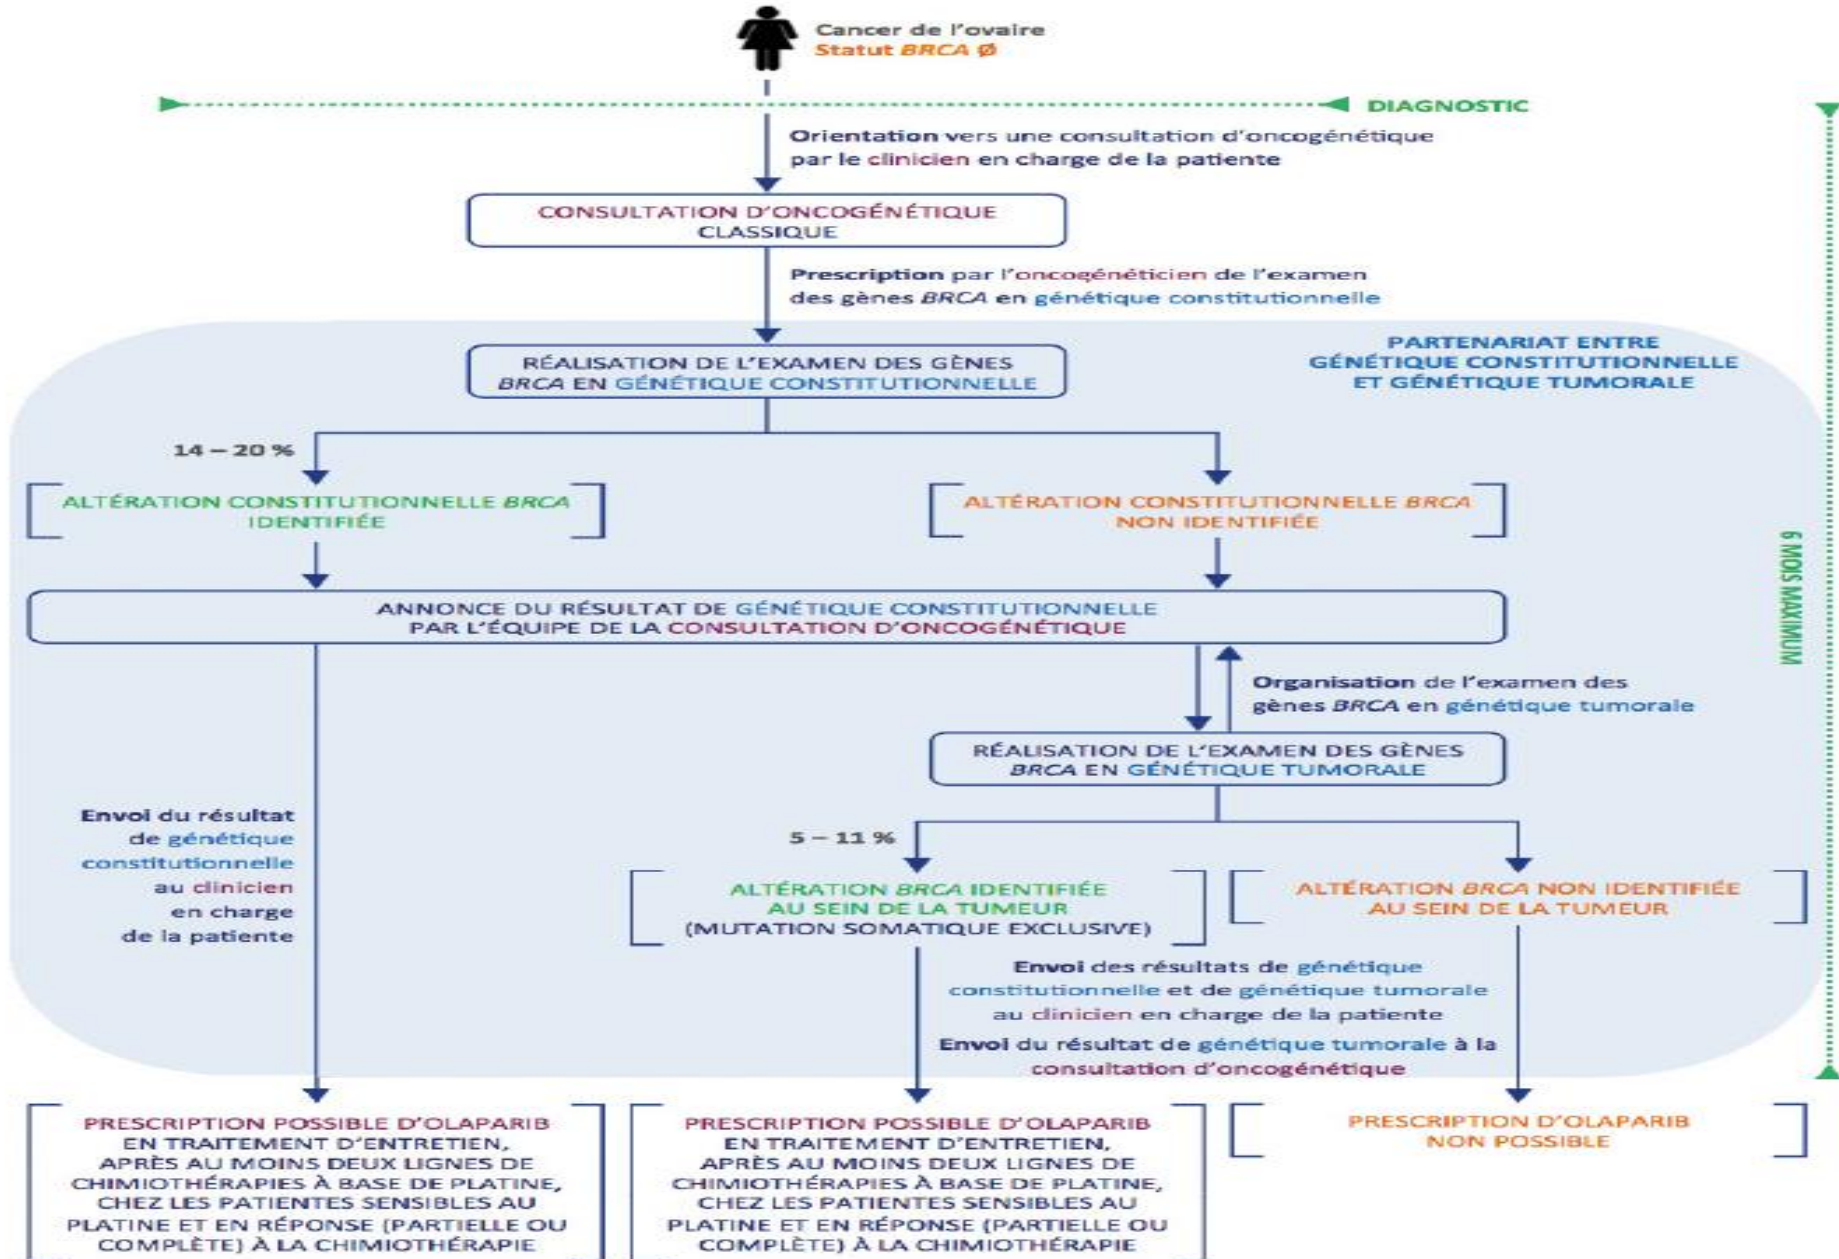 Cancer de l'ovaire
Statut BRCA Ø
DIAGNOSTIC
Orientation vers une consultation d'oncogénétique
par le clinicien en charge de la patiente
CONSULTATION D'ONCOGÉNÉTIQUE
CLASSIQUE
Prescription par l'oncogénéticien de l'examen
des gènes BRCA en génétique constitutionnelle
PARTENARIAT ENTRE
GÉNÉTIQUE CONSTITUTIONNELLE
ET GÉNÉTIQUE TUMORALE
RÉALISATION DE L'EXAMEN DES GÈNES
BRCA EN GÉNÉTIQUE CONSTITUTIONNELLE
14 – 20 %
ALTÉRATION CONSTITUTIONNELLE BRCA
IDENTIFIÉE
ALTÉRATION CONSTITUTIONNELLE BRCA
NON IDENTIFIÉE
6 MOIS MAXIMUM
ANNONCE DU RÉSULTAT DE GÉNÉTIQUE CONSTITUTIONNELLE
PAR L'ÉQUIPE DE LA CONSULTATION D'ONCOGÉNÉTIQUE
Organisation de l'examen des
gènes BRCA en génétique tumorale
RÉALISATION DE L'EXAMEN DES GÈNES
BRCA EN GÉNÉTIQUE TUMORALE
Envoi du résultat
de génétique
constitutionnelle
au clinicien
en charge
de la patiente
5 – 11 %
ALTÉRATION BRCA IDENTIFIÉE
AU SEIN DE LA TUMEUR
(MUTATION SOMATIQUE EXCLUSIVE)
ALTÉRATION BRCA NON IDENTIFIÉE
AU SEIN DE LA TUMEUR
Envoi des résultats de génétique
constitutionnelle et de génétique tumorale
au clinicien en charge de la patiente
Envoi du résultat de génétique tumorale à la
consultation d'oncogénétique
PRESCRIPTION POSSIBLE D'OLAPARIB
EN TRAITEMENT D'ENTRETIEN,
APRÈS AU MOINS DEUX LIGNES DE
CHIMIOTHÉRAPIES À BASE DE PLATINE,
CHEZ LES PATIENTES SENSIBLES AU
PLATINE ET EN RÉPONSE (PARTIELLE OU
COMPLÈTE) À LA CHIMIOTHÉRAPIE
PRESCRIPTION POSSIBLE D'OLAPARIB
EN TRAITEMENT D'ENTRETIEN,
APRÈS AU MOINS DEUX LIGNES DE
CHIMIOTHÉRAPIES À BASE DE PLATINE,
CHEZ LES PATIENTES SENSIBLES AU
PLATINE ET EN RÉPONSE (PARTIELLE OU
COMPLÈTE) À LA CHIMIOTHÉRAPIE
PRESCRIPTION D'OLAPARIB
NON POSSIBLE